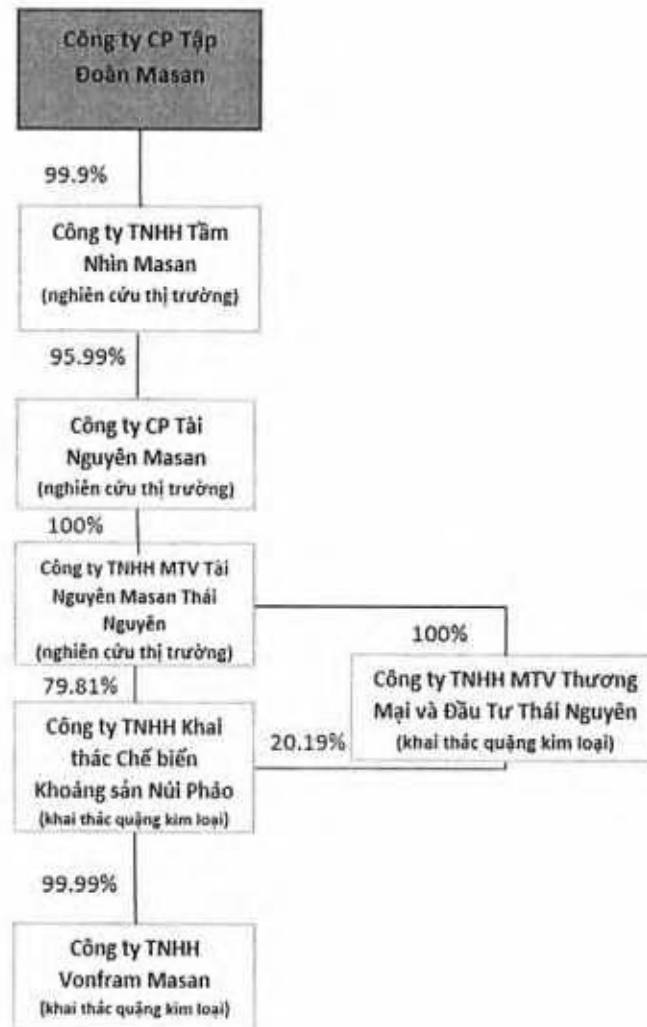 Công ty CP Tập
Đoàn Masan
99.9%
Công ty TNHH Tầm
Nhìn Masan
(nghiên cứu thị trường)
95.99%
Công ty CP Tài
Nguyên Masan
(nghiên cứu thị trường)
100%
Công ty TNHH MTV Tài
Nguyên Masan Thái
Nguyên
(nghiên cứu thị trường)
100%
Công ty TNHH MTV Thương
Mại và Đầu Tư Thái Nguyên
(khai thác quặng kim loại)
79.81%
20.19%
Công ty TNHH Khai
thác Chế biến
Khoáng sản Núi Pháo
(khai thác quặng kim loại)
99.99%
Công ty TNHH
Vonfram Masan
(khai thác quặng kim loại)